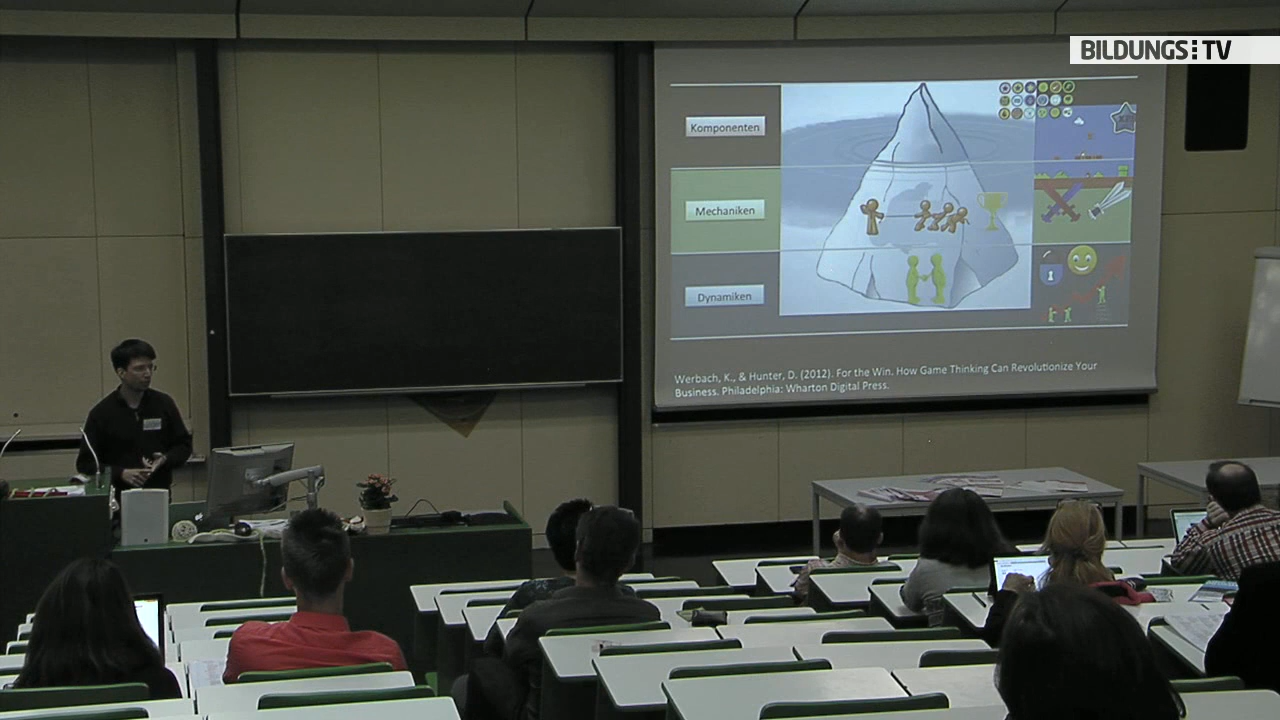 BILDUNGS:TV
Komponenten
Mechaniken
Dynamiken
Werbach, K., & Hunter, D. (2012). For the Win. How Game Thinking Can Revolutionize Your
Business. Philadelphia: Wharton Digital Press.